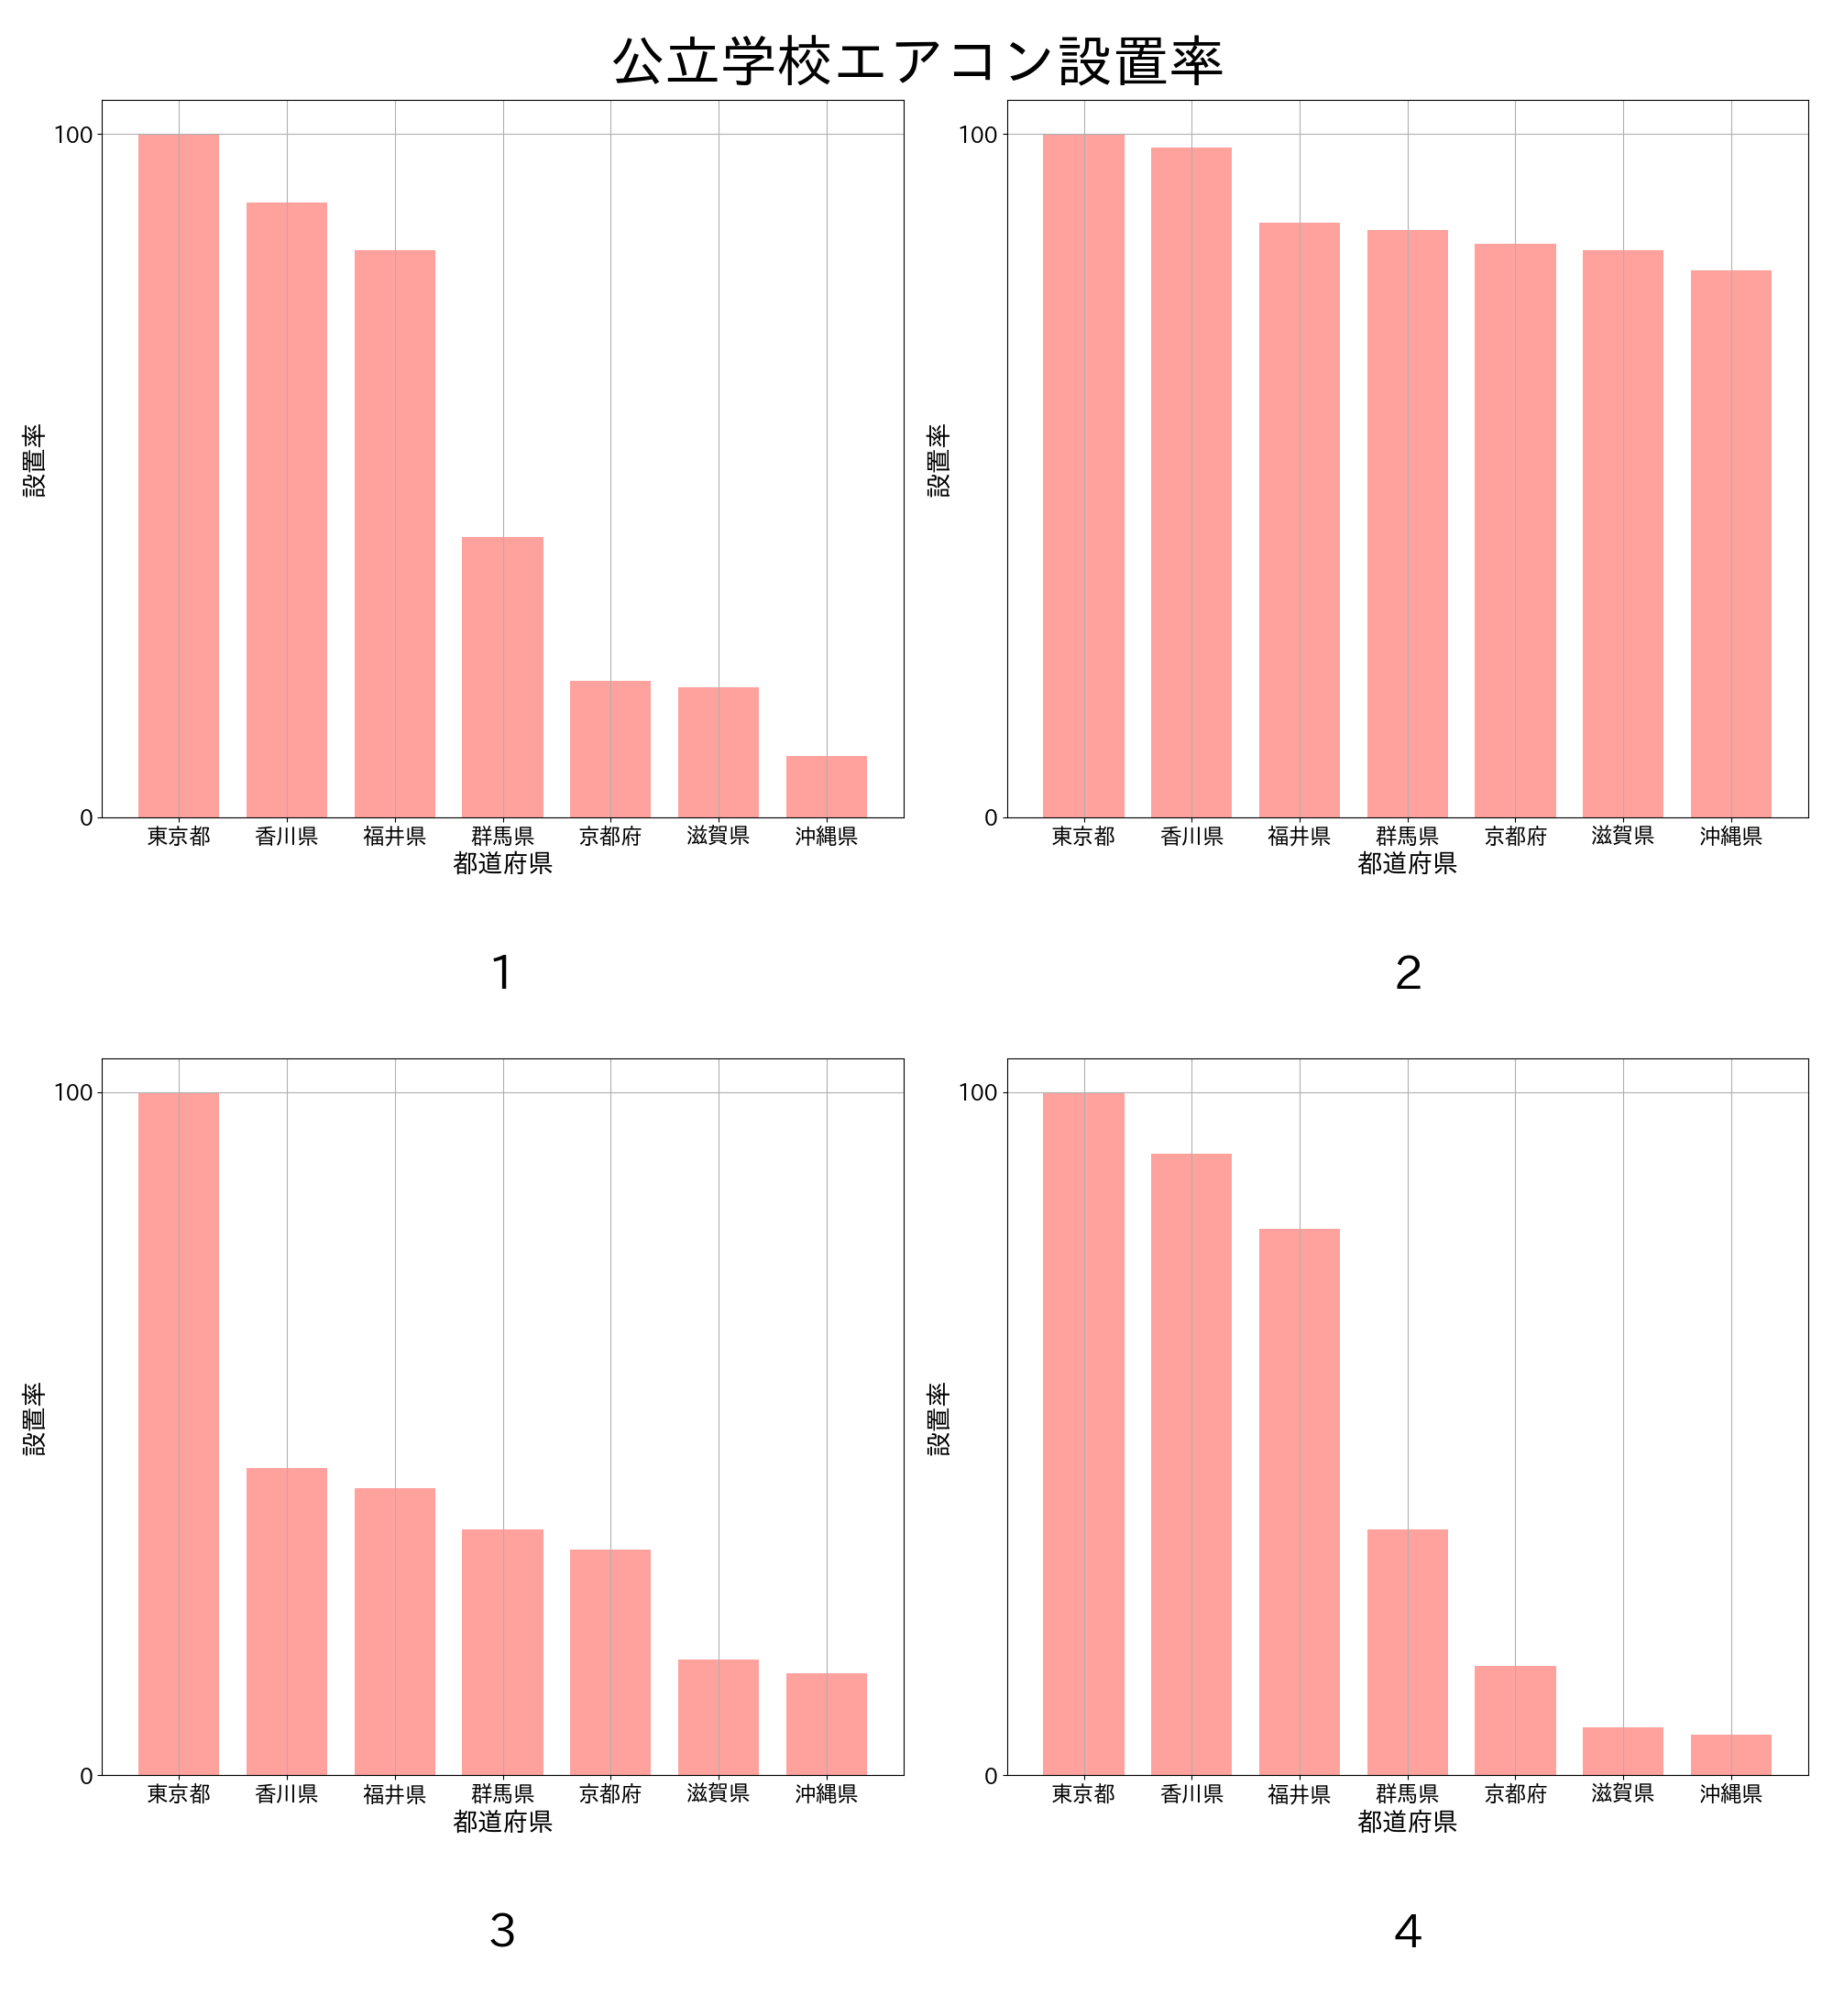 公立学校エアコン設置率
100
0
設置率
東京都 香川県 福井県 群馬県 京都府 滋賀県 沖縄県
都道府県
1
100
0
設置率
東京都 香川県 福井県 群馬県 京都府 滋賀県 沖縄県
都道府県
2
100
0
設置率
東京都 香川県 福井県 群馬県 京都府 滋賀県 沖縄県
都道府県
3
100
0
設置率
東京都 香川県 福井県 群馬県 京都府 滋賀県 沖縄県
都道府県
4